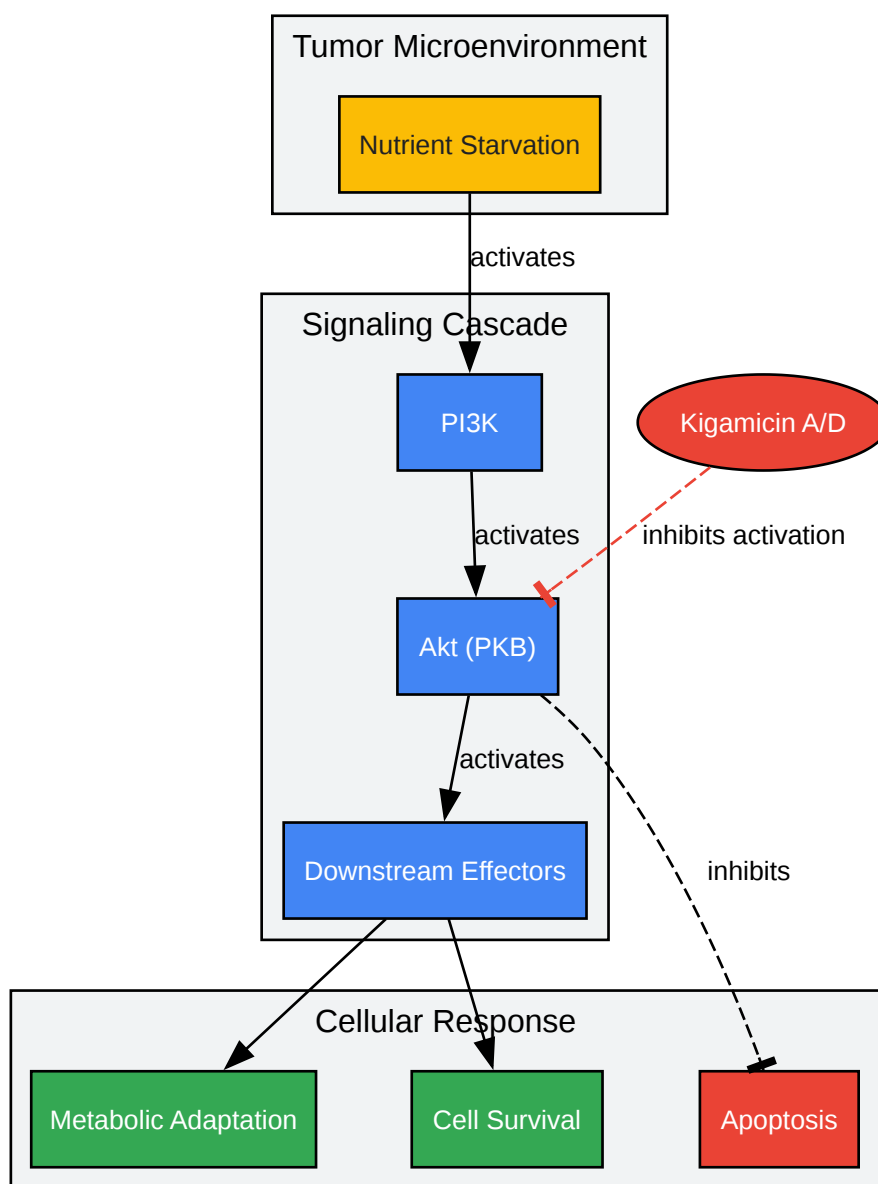 Tumor Microenvironment
Nutrient Starvation
activates
Signaling Cascade
PI3K
Kigamicin A/D
activates
inhibits activation
Akt (PKB)
activates
Downstream Effectors
inhibits
Cellular Response
Metabolic Adaptation
Cell Survival
Apoptosis